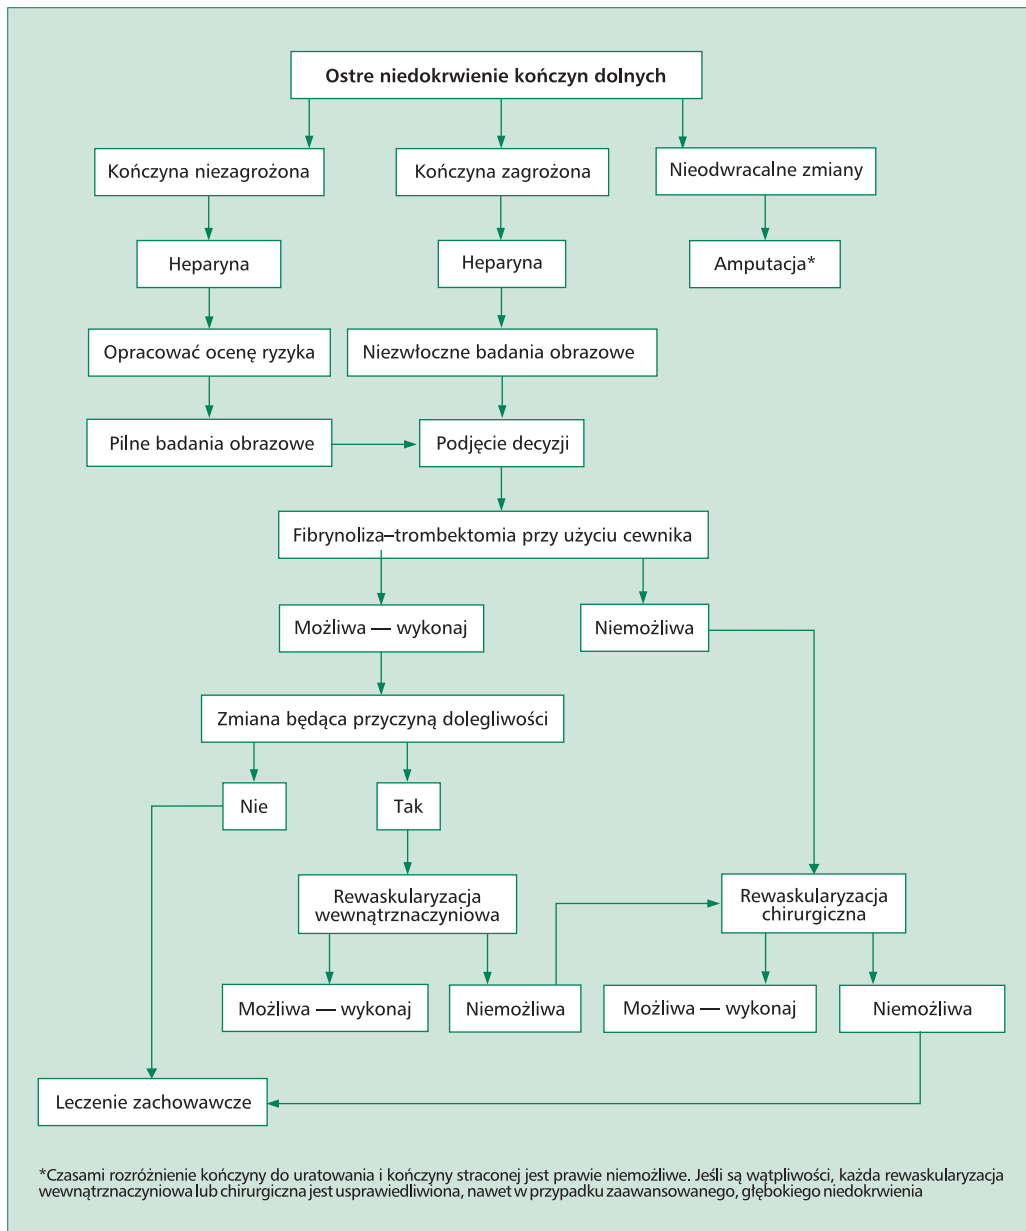 Ostre niedokrwienie kończyn dolnych
Kończyna niezagrożona
Kończyna zagrożona
Nieodwracalne zmiany
Heparyna
Heparyna
Amputacja*
Opracować ocenę ryzyka
Niezwłoczne badania obrazowe
Pilne badania obrazowe
Podjęcie decyzji
Fibrynoliza–trombektomia przy użyciu cewnika
Możliwa — wykonaj
Niemożliwa
Zmiana będąca przyczyną dolegliwości
Nie
Tak
Rewaskularyzacja
wewnątrznaczyniowa
Rewaskularyzacja
chirurgiczna
Możliwa — wykonaj
Niemożliwa
Możliwa — wykonaj
Niemożliwa
Leczenie zachowawcze
*Czasami rozróżnienie kończyny do uratowania i kończyny straconej jest prawie niemożliwe. Jeśli są wątpliwości, każda rewaskularyzacja
wewnątrznaczyniowa lub chirurgiczna jest usprawiedliwiona, nawet w przypadku zaawansowanego, głębokiego niedokrwienia